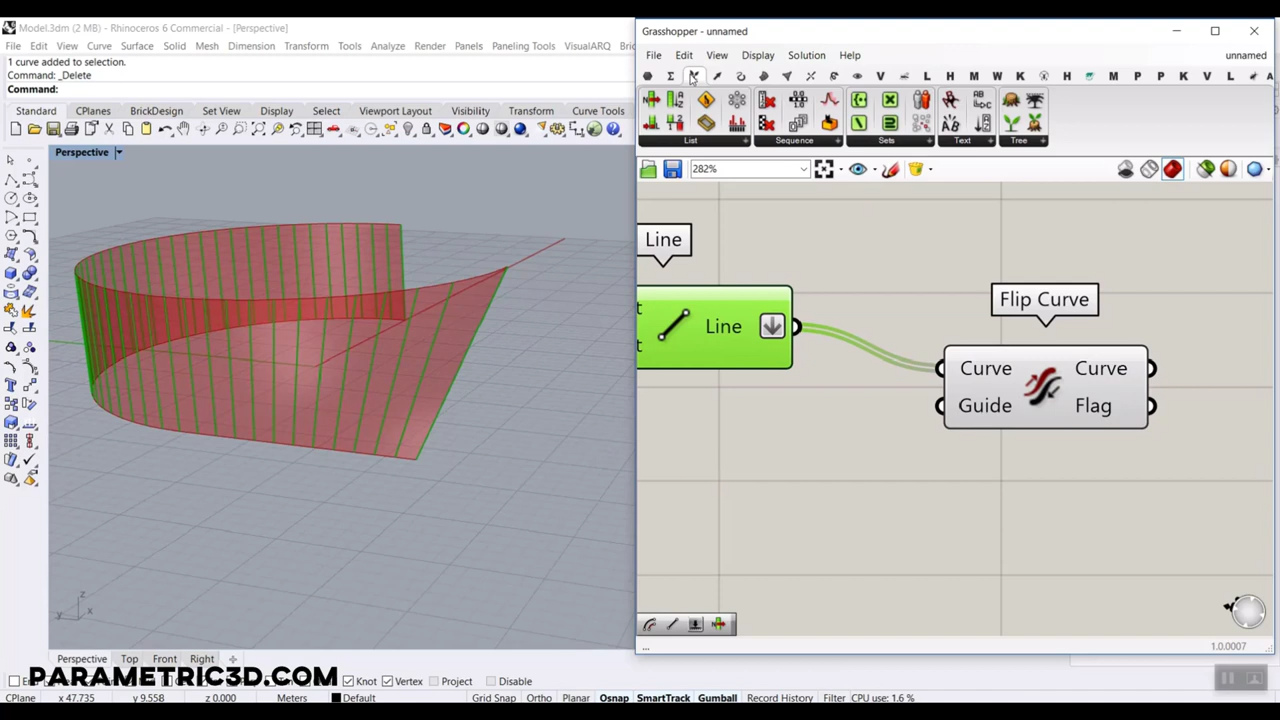 Model.3dm (2 MB) - Rhinoceros 6 Commercial - [Perspective]
File Edit View Curve Surface Solid Mesh Dimension Transform Tools Analyze Render Panels Paneling Tools VisualARQ
1 curve added to selection.
Command: _Delete
Command:
Standard CPlanes BrickDesign Set View Display Select Viewport Layout Visibility Transform Curve Tools
Perspective
z
y x
Perspective Top Front Right
PARAMETRIC3D.COM
Knot Vertex Project Disable
CPlane x 47.735 y 9.558 z 0.000 Meters Default Grid Snap Ortho Planar Osnap SmartTrack Gumball Record History Filter CPU use: 1.6 %
Grasshopper - unnamed
File Edit View Display Solution Help unnamed
V L H M W K H M P P K V L A
List Sequence Sets Text Tree
282%
Line
Line
Flip Curve
Curve Curve
Guide Flag
...
1.0.0007